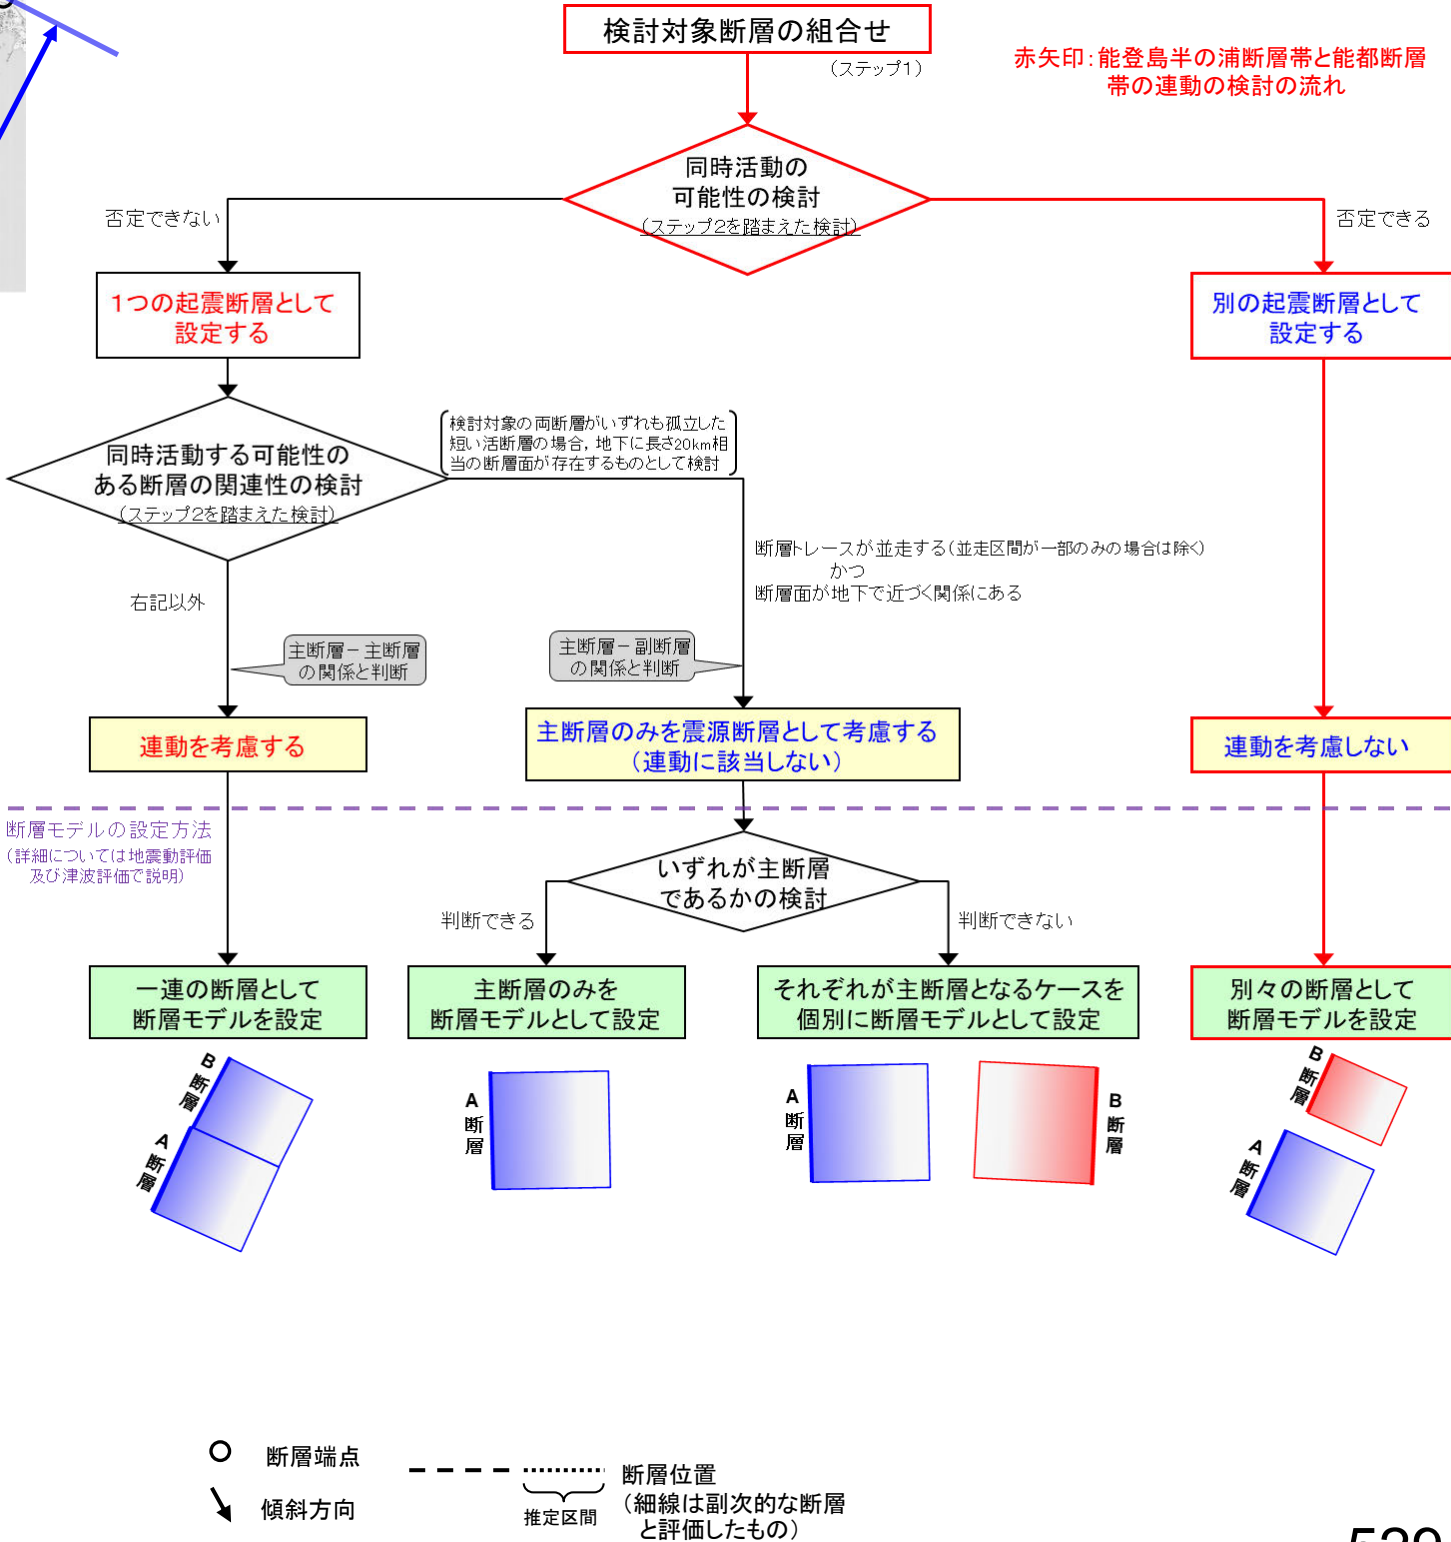 検討対象断層の組合せ
(ステップ1)
赤矢印：能登島半の浦断層帯と能都断層
帯の連動の検討の流れ
同時活動の
可能性の検討
(ステップ2を踏まえた検討)
否定できない
否定できる
1つの起震断層として
設定する
別の起震断層として
設定する
検討対象の両断層がいずれも孤立した
短い活断層の場合，地下に長さ20km相
当の断層面が存在するものとして検討
同時活動する可能性の
ある断層の関連性の検討
(ステップ2を踏まえた検討)
断層トレースが並走する(並走区間が一部のみの場合は除く)
かつ
断層面が地下で近づく関係にある
右記以外
主断層－主断層
の関係と判断
主断層－副断層
の関係と判断
連動を考慮する
主断層のみを震源断層として考慮する
(連動に該当しない)
連動を考慮しない
断層モデルの設定方法
(詳細については地震動評価
及び津波評価で説明)
いずれが主断層
であるかの検討
判断できる
判断できない
一連の断層として
断層モデルを設定
主断層のみを
断層モデルとして設定
それぞれが主断層となるケースを
個別に断層モデルとして設定
別々の断層として
断層モデルを設定
B断層
A断層
A断層
A断層
B断層
B断層
A断層
断層端点
傾斜方向
推定区間
断層位置
(細線は副次的な断層
と評価したもの)